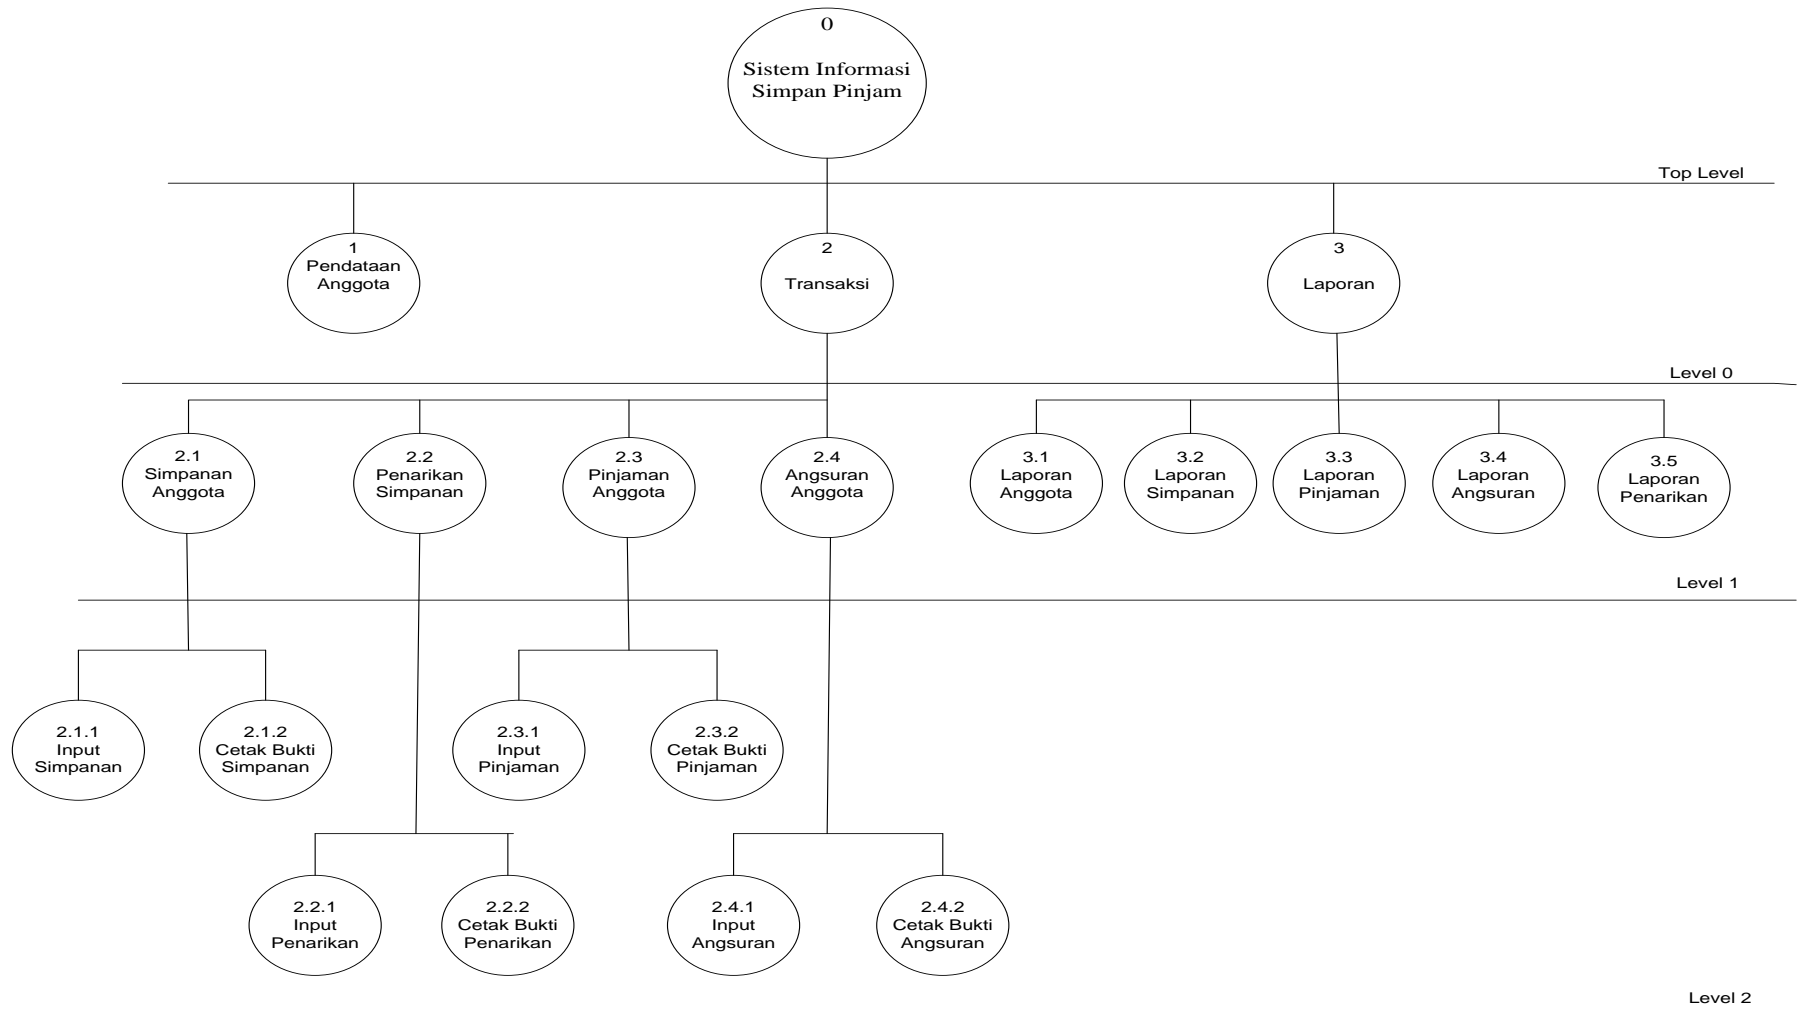 0
Sistem Informasi
Simpan Pinjam
Top Level
1
Pendataan
Anggota
2
Transaksi
3
Laporan
Level 0
2.1
Simpanan
Anggota
2.2
Penarikan
Simpanan
2.3
Pinjaman
Anggota
2.4
Angsuran
Anggota
3.1
Laporan
Anggota
3.2
Laporan
Simpanan
3.3
Laporan
Pinjaman
3.4
Laporan
Angsuran
3.5
Laporan
Penarikan
Level 1
2.1.1
Input
Simpanan
2.1.2
Cetak Bukti
Simpanan
2.3.1
Input
Pinjaman
2.3.2
Cetak Bukti
Pinjaman
2.2.1
Input
Penarikan
2.2.2
Cetak Bukti
Penarikan
2.4.1
Input
Angsuran
2.4.2
Cetak Bukti
Angsuran
Level 2